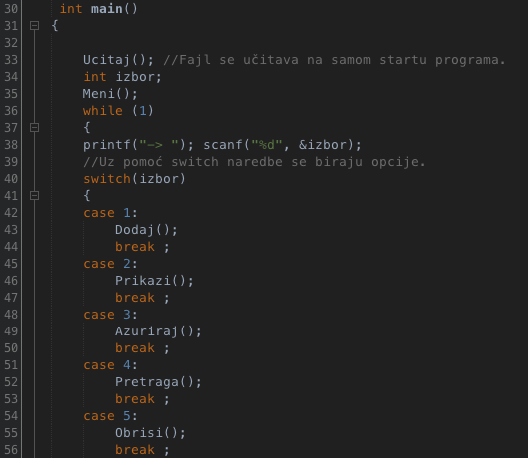 30 int main()
31 {
32
33 Ucitaj(); //Fajl se učitava na samom startu programa.
34 int izbor;
35 Meni();
36 while (1)
37 {
38 printf("-> "); scanf("%d", &izbor);
39 //Uz pomoć switch naredbe se biraju opcije.
40 switch(izbor)
41 {
42 case 1:
43 Dodaj();
44 break ;
45 case 2:
46 Prikazi();
47 break ;
48 case 3:
49 Azuriraj();
50 break ;
51 case 4:
52 Pretraga();
53 break ;
54 case 5:
55 Obrisi();
56 break ;